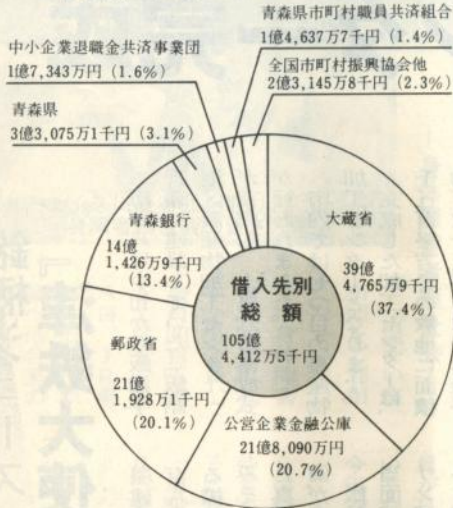 青森県市町村職員共済組合
1億4,637万7千円(1.4%)
中小企業退職金共済事業団
1億7,343万円(1.6%)
全国市町村振興協会他
2億3,145万8千円(2.3%)
青森県
3億3,075万1千円(3.1%)
青森銀行
14億
1,426万9千円
(13.4%)
大蔵省
39億
4,765万9千円
(37.4%)
借入先別
総額
105億
4,412万5千円
郵政省
21億
1,928万1千円
(20.1%)
公営企業金融公庫
21億8,090万円
(20.7%)